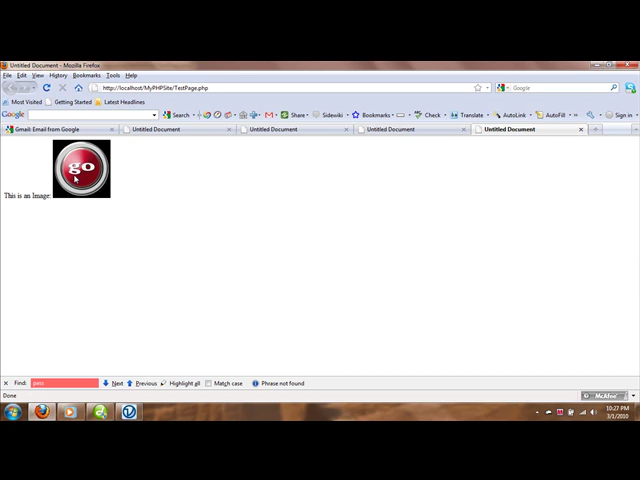 Untitled Document - Mozilla Firefox
File Edit View History Bookmarks Tools Help
http://localhost/MyPHPSite/TestPage.php
Google
Most Visited Getting Started Latest Headlines
Google Search Share Sidewiki Bookmarks Check Translate AutoLink AutoFill Sign in
Gmail: Email from Google Untitled Document Untitled Document Untitled Document Untitled Document
go
This is an Image:
Find: Next Previous Highlight all Match case Phrase not found
Done
McAfee
10:27 PM
3/1/2010